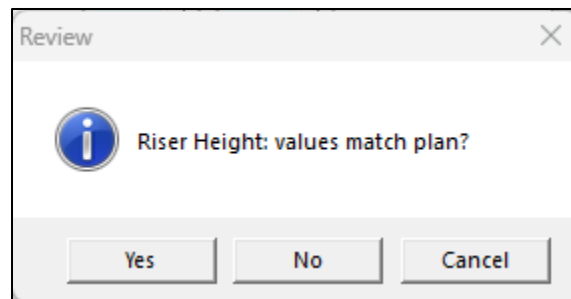 Review
Riser Height: values match plan?
Yes
No
Cancel